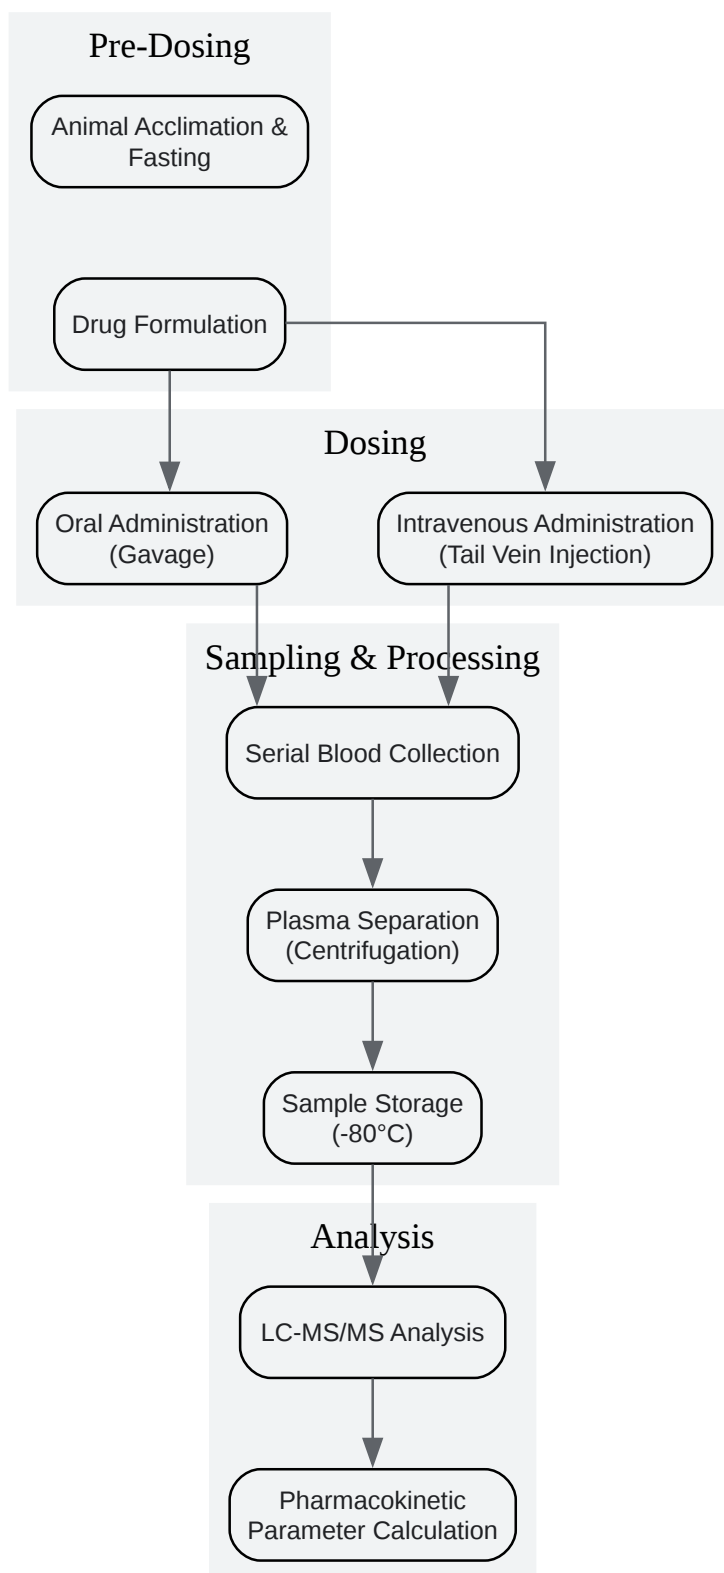 Pre-Dosing
Animal Acclimation &
Fasting
Drug Formulation
Dosing
Oral Administration
(Gavage)
Intravenous Administration
(Tail Vein Injection)
Sampling & Processing
Serial Blood Collection
Plasma Separation
(Centrifugation)
Sample Storage
(-80°C)
Analysis
LC-MS/MS Analysis
Pharmacokinetic
Parameter Calculation